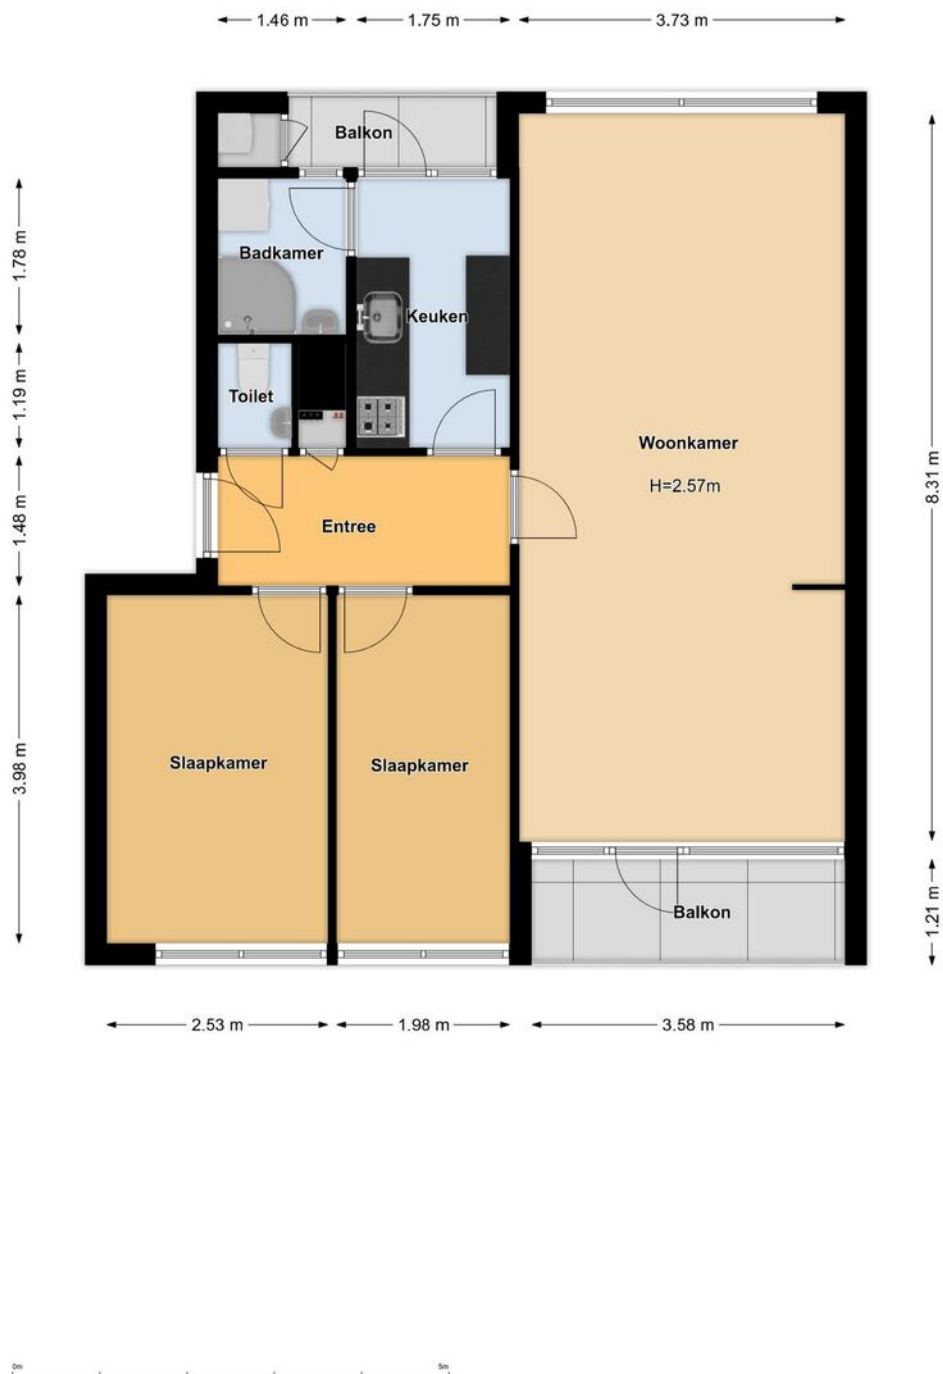 1.46 m
1.75 m
3.73 m
Balkon
Badkamer
1.78 m
Keuken
Toilet
1.19 m
Woonkamer
H=2.57m
8.31 m
Entree
1.48 m
Slaapkamer
Slaapkamer
3.98 m
Balkon
1.21 m
2.53 m
1.98 m
3.58 m
0m
5m